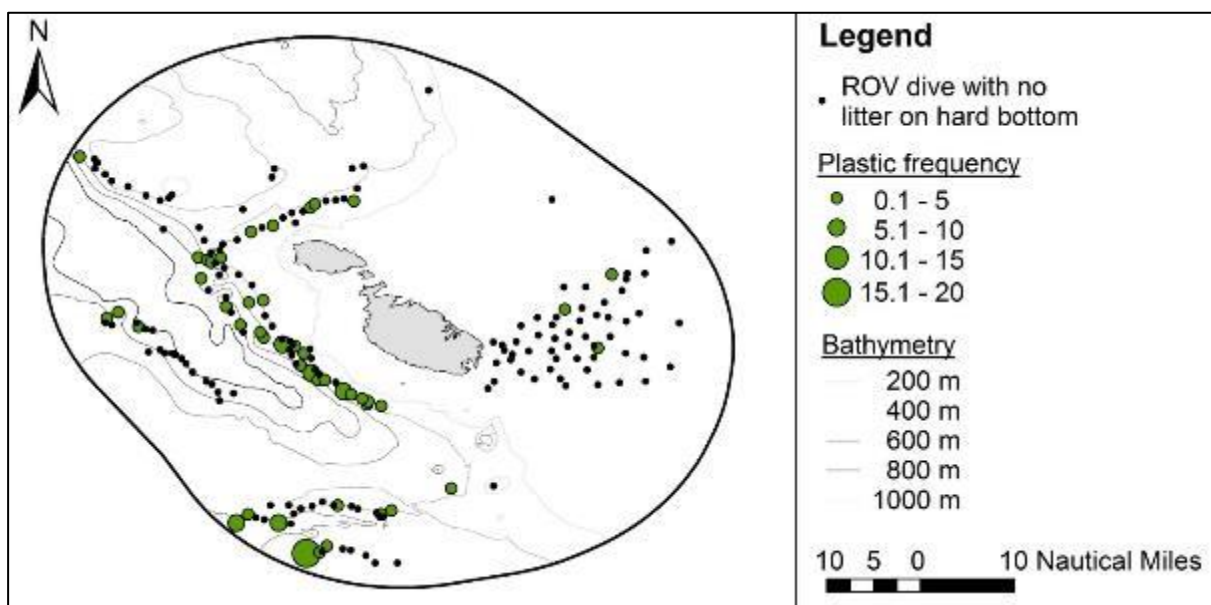 N
Legend
ROV dive with no
litter on hard bottom
Plastic frequency
0.1 - 5
5.1 - 10
10.1 - 15
15.1 - 20
Bathymetry
200 m
400 m
600 m
800 m
1000 m
10 5 0 10 Nautical Miles